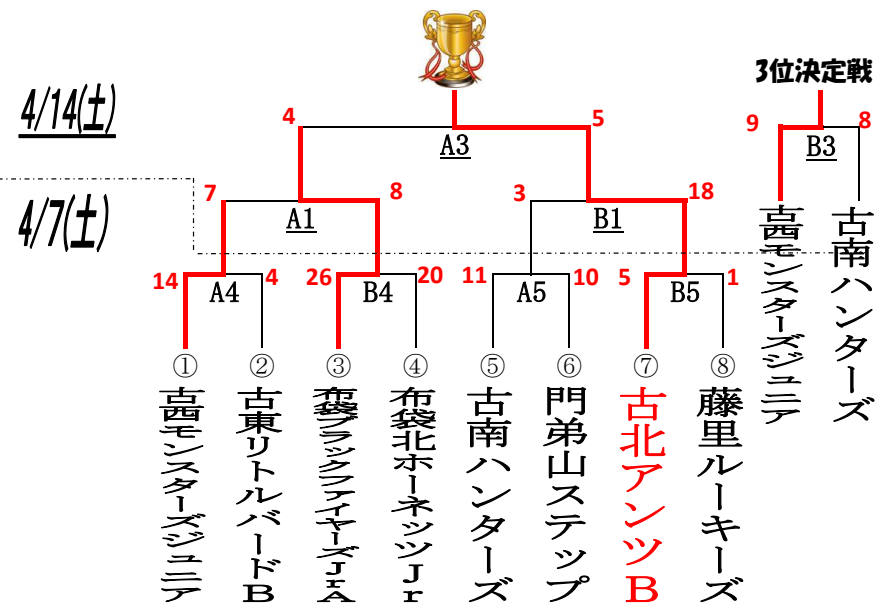 3位決定戦
4/14(土)
4
5
9
8
A3
B3
4/7(土)
7
8
3
18
A1
B1
14
4
26
20
11
10
5
1
A4
B4
A5
B5
①
②
③
④
⑤
⑥
⑦
⑧
古西モンスターズジュニア
古東リトルバードB
布袋ブラックファイヤーズJrA
布袋北ホーネッツJr
古南ハンターズ
門弟山ステップ
古北アンツB
藤里ルーキーズ
古西モンスターズジュニア
古南ハンターズ